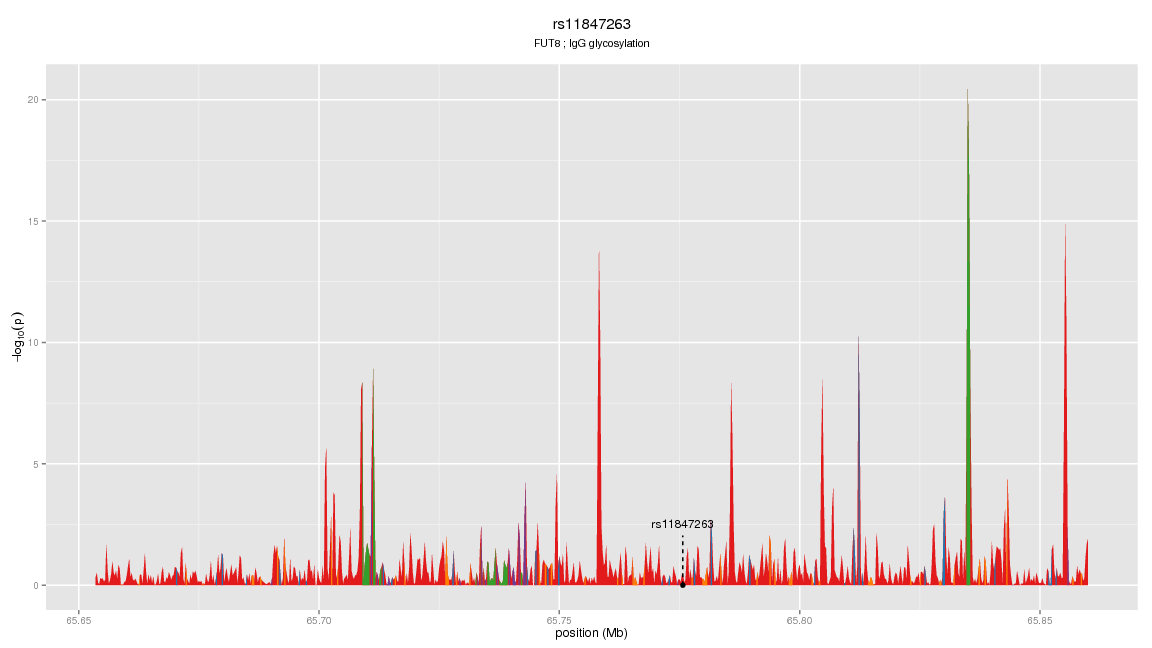 rs11847263
FUT8 ; IgG glycosylation
20
15
10
5
0
−log10(p)
rs11847263
65.65
65.70
65.75
65.80
65.85
position (Mb)